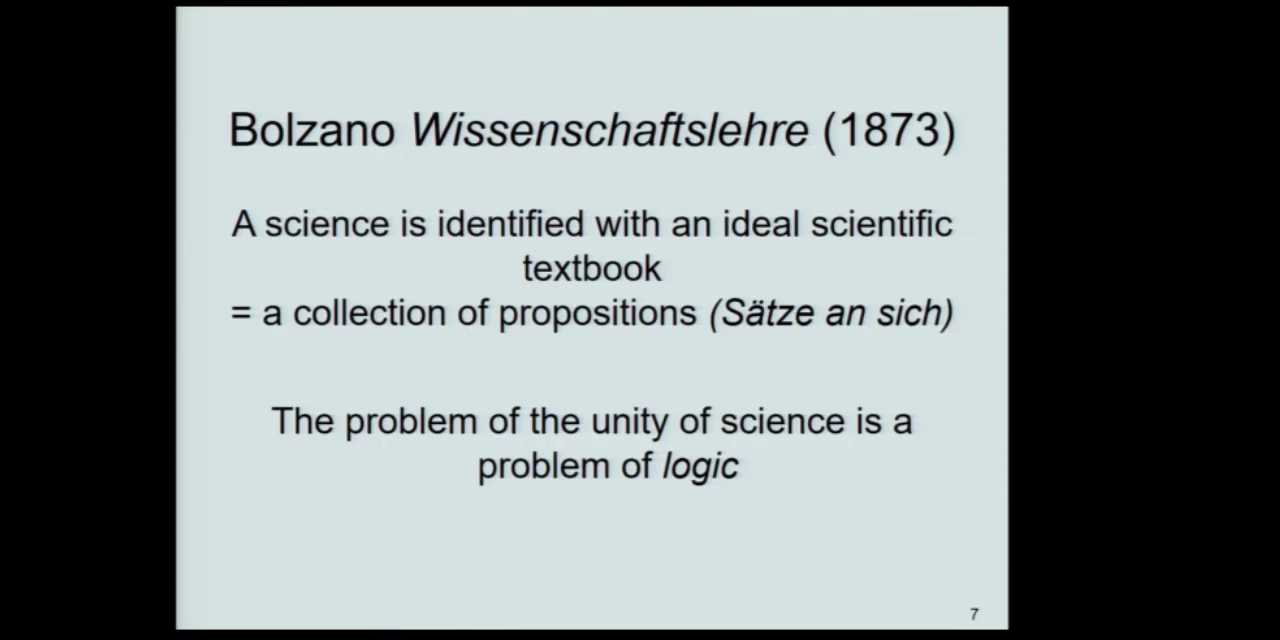 Bolzano Wissenschaftslehre (1873)
A science is identified with an ideal scientific
textbook
= a collection of propositions (Sätze an sich)
The problem of the unity of science is a
problem of logic
7